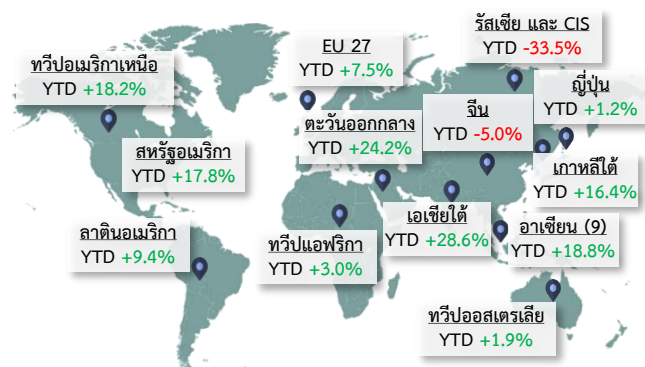 รัสเซีย และ CIS
YTD -33.5%
EU 27
YTD +7.5%
ทวีปอเมริกาเหนือ
YTD +18.2%
ญี่ปุ่น
YTD +1.2%
จีน
YTD -5.0%
ตะวันออกกลาง
YTD +24.2%
สหรัฐอเมริกา
YTD +17.8%
เกาหลีใต้
YTD +16.4%
เอเชียใต้
YTD +28.6%
อาเซียน (9)
YTD +18.8%
ลาตินอเมริกา
YTD +9.4%
ทวีปแอฟริกา
YTD +3.0%
ทวีปออสเตรเลีย
YTD +1.9%